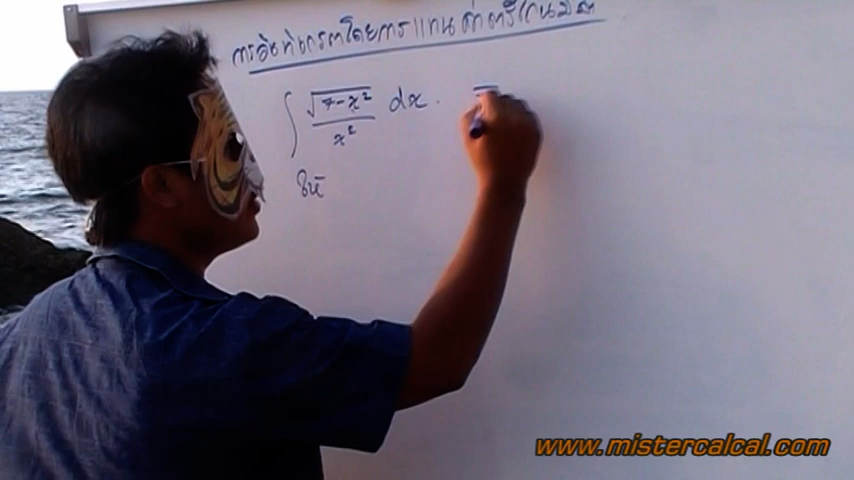 การอินทิเกรตโดยการแทนค่าตรีโกณมิติ
∫ √(7-x²) / x² dx.
ให้
www.mistercalcal.com